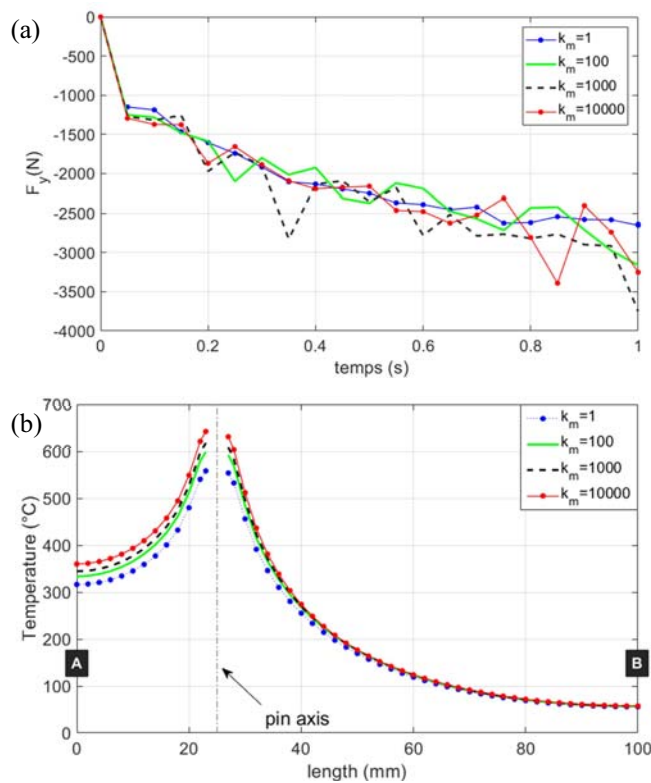 (a)
0
-500
-1000
-1500
-2000
-2500
-3000
-3500
-4000
F_y(N)
k_m=1
k_m=100
k_m=1000
k_m=10000
0 0.2 0.4 0.6 0.8 1
temps (s)
(b)
700
600
500
400
300
200
100
0
Temperature (°C)
k_m=1
k_m=100
k_m=1000
k_m=10000
A
B
pin axis
0 20 40 60 80 100
length (mm)